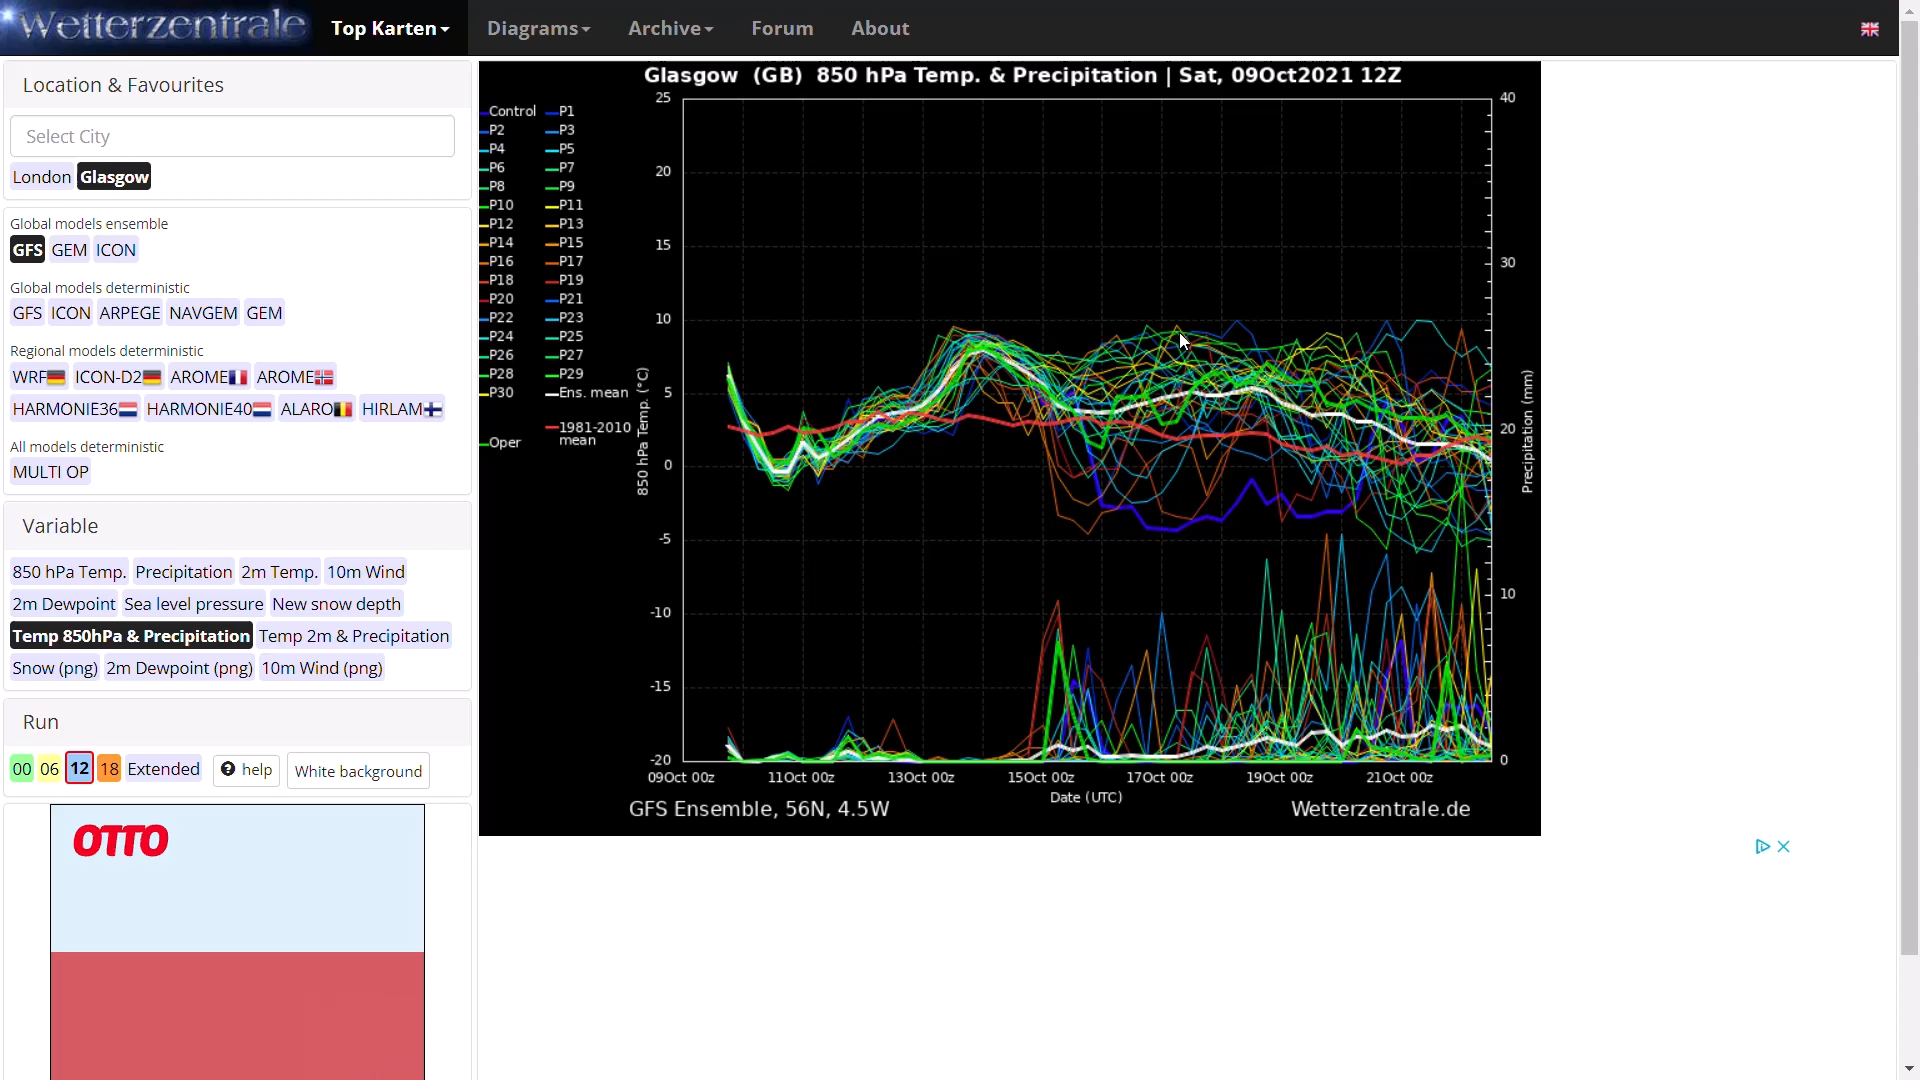 Wetterzentrale
Top Karten Diagrams Archive Forum About
Location & Favourites
Select City
London Glasgow
Global models ensemble
GFS GEM ICON
Global models deterministic
GFS ICON ARPEGE NAVGEM GEM
Regional models deterministic
WRF ICON-D2 AROME AROME
HARMONIE36 HARMONIE40 ALARO HIRLAM
All models deterministic
MULTI OP
Variable
850 hPa Temp. Precipitation 2m Temp. 10m Wind
2m Dewpoint Sea level pressure New snow depth
Temp 850hPa & Precipitation Temp 2m & Precipitation
Snow (png) 2m Dewpoint (png) 10m Wind (png)
Run
00 06 12 18 Extended help White background
OTTO
Glasgow (GB) 850 hPa Temp. & Precipitation | Sat, 09Oct2021 12Z
Control P1
P2 P3
P4 P5
P6 P7
P8 P9
P10 P11
P12 P13
P14 P15
P16 P17
P18 P19
P20 P21
P22 P23
P24 P25
P26 P27
P28 P29
P30 Ens. mean
1981-2010
mean
Oper
850 hPa Temp. (°C)
25
20
15
10
5
0
-5
-10
-15
-20
40
30
20
10
0
Precipitation (mm)
09Oct 00z 11Oct 00z 13Oct 00z 15Oct 00z 17Oct 00z 19Oct 00z 21Oct 00z
Date (UTC)
GFS Ensemble, 56N, 4.5W Wetterzentrale.de